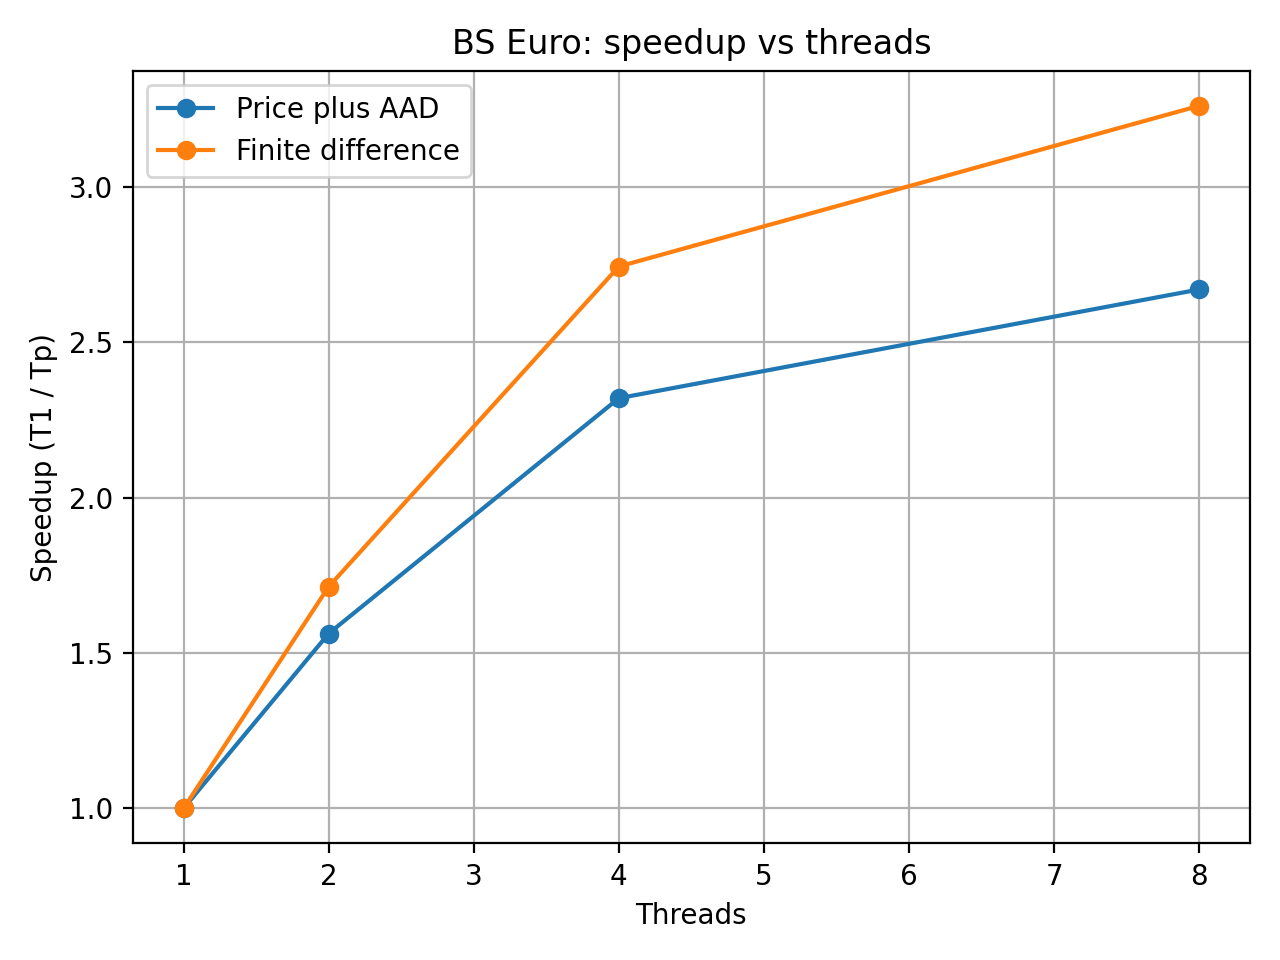 BS Euro: speedup vs threads
Price plus AAD
Finite difference
3.0
2.5
2.0
1.5
1.0
Speedup (T1 / Tp)
1 2 3 4 5 6 7 8
Threads